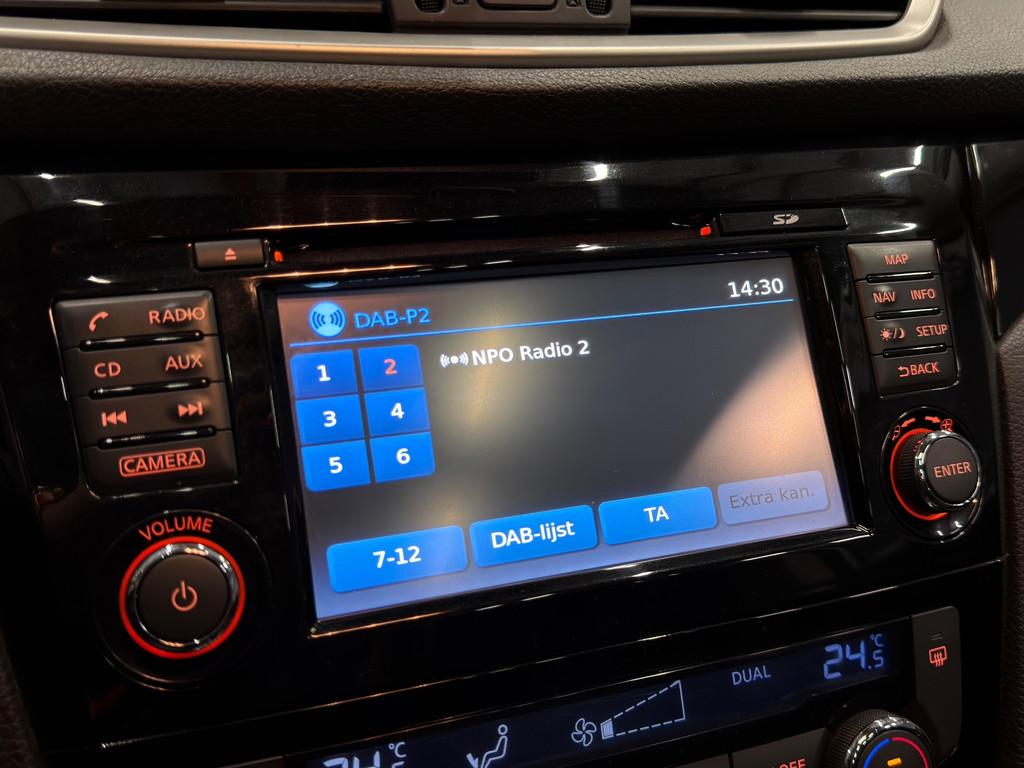 SD
MAP
NAV INFO
SETUP
BACK
RADIO
CD AUX
CAMERA
VOLUME
ENTER
14:30
DAB-P2
NPO Radio 2
1 2
3 4
5 6
7-12 DAB-lijst TA Extra kan.
DUAL 24.5 °C
°C
OFF